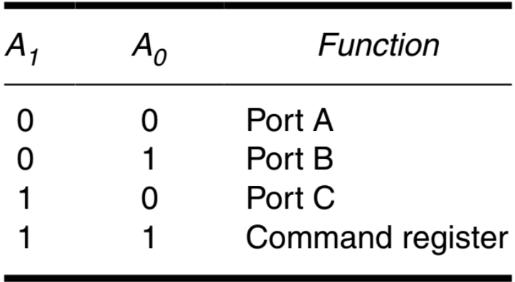 A1 A0 Function
0 0 Port A
0 1 Port B
1 0 Port C
1 1 Command register